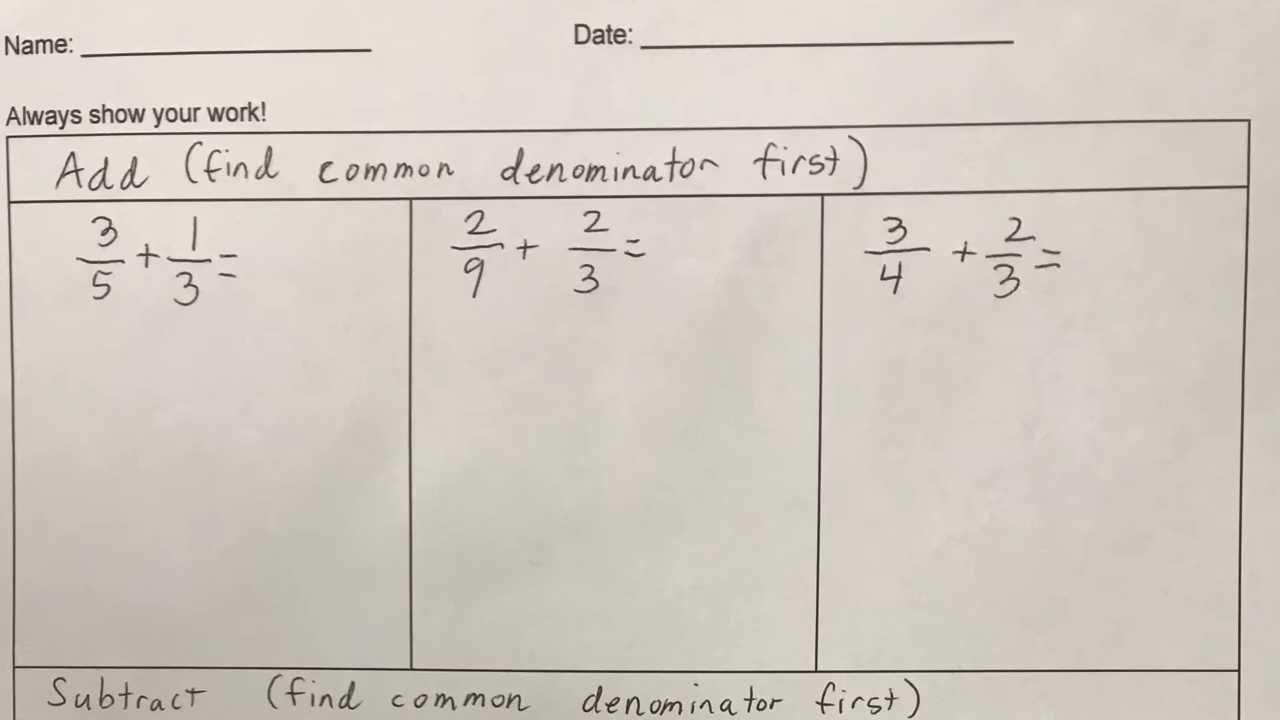 Name: Date:
Always show your work!
Add (find common denominator first)
3/5 + 1/3 = 2/9 + 2/3 = 3/4 + 2/3 =
Subtract (find common denominator first)